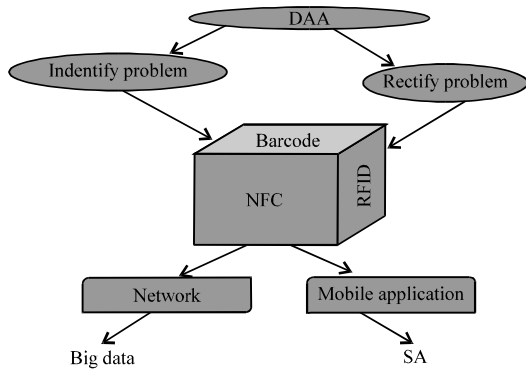 DAA
Indentify problem
Rectify problem
Barcode
NFC
RFID
Network
Mobile application
Big data
SA